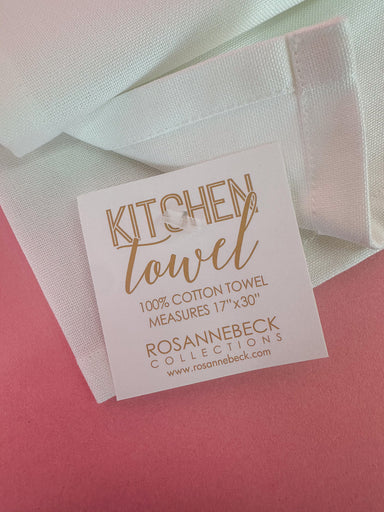 KITCHEN
towel
100% COTTON TOWEL
MEASURES 17"x30"
ROSANNEBECK
COLLECTIONS
www.rosannebeck.com